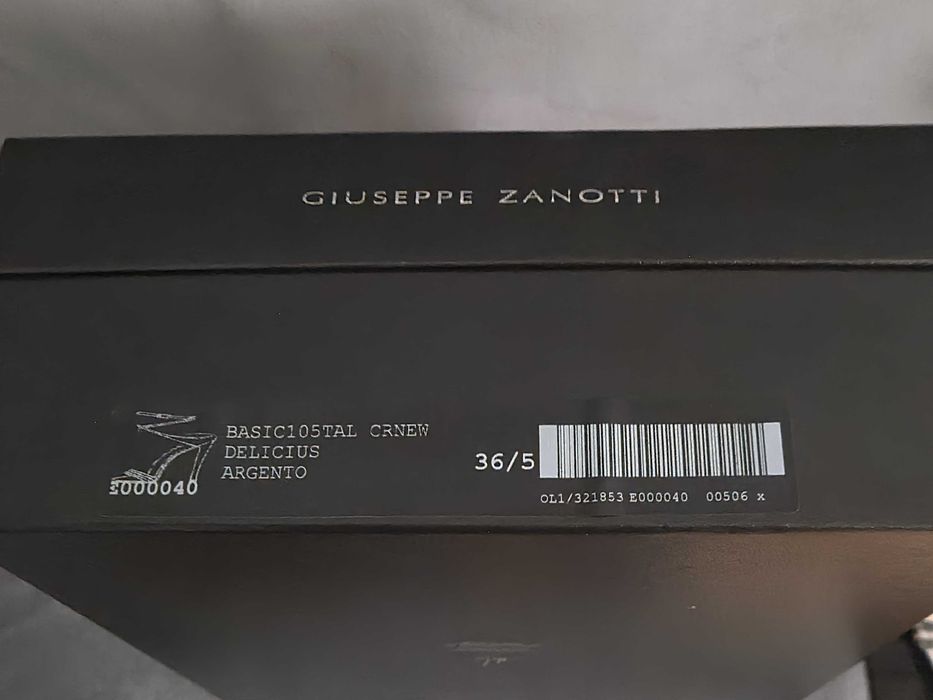 GIUSEPPE ZANOTTI
BASIC105TAL CRNEW
DELICIUS
ARGENTO
E000040
36/5
OL1/321853 E000040 00506 x